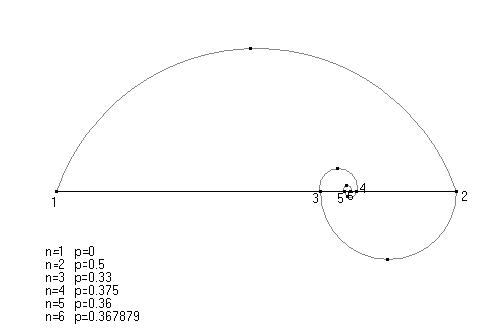 4
1
3
5
6
2
n=1 p=0
n=2 p=0.5
n=3 p=0.33
n=4 p=0.375
n=5 p=0.36
n=6 p=0.367879